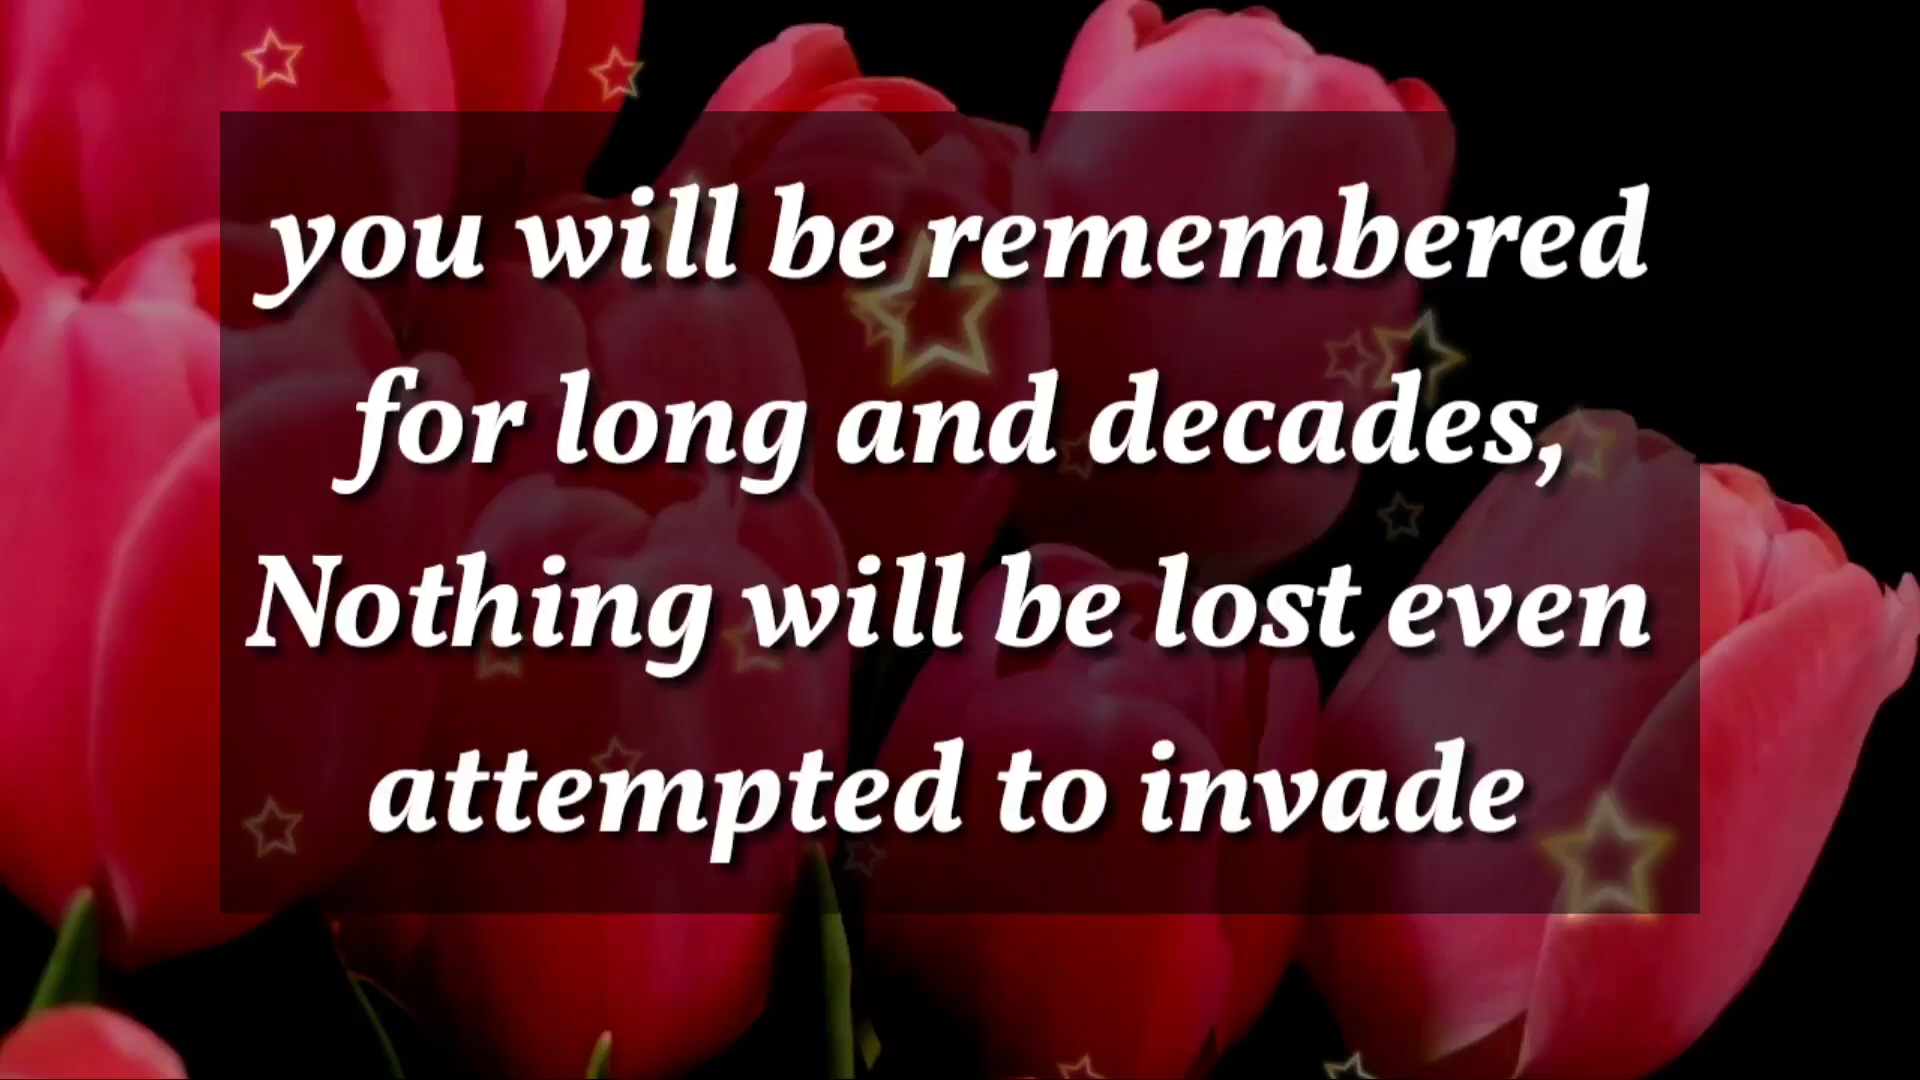 you will be remembered
for long and decades,
Nothing will be lost even
attempted to invade